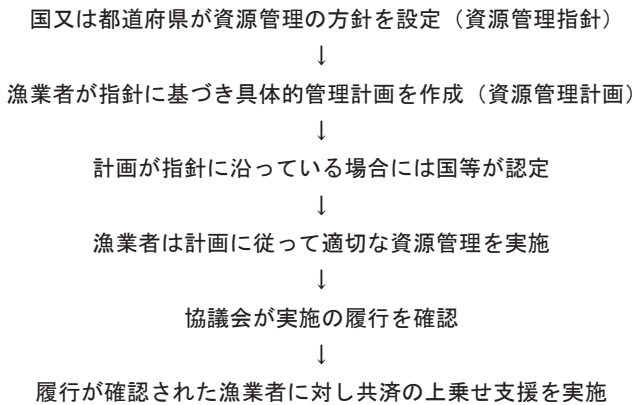 国又は都道府県が資源管理の方針を設定（資源管理指針）
↓
漁業者が指針に基づき具体的管理計画を作成（資源管理計画）
↓
計画が指針に沿っている場合には国等が認定
↓
漁業者は計画に従って適切な資源管理を実施
↓
協議会が実施の履行を確認
↓
履行が確認された漁業者に対し共済の上乗せ支援を実施